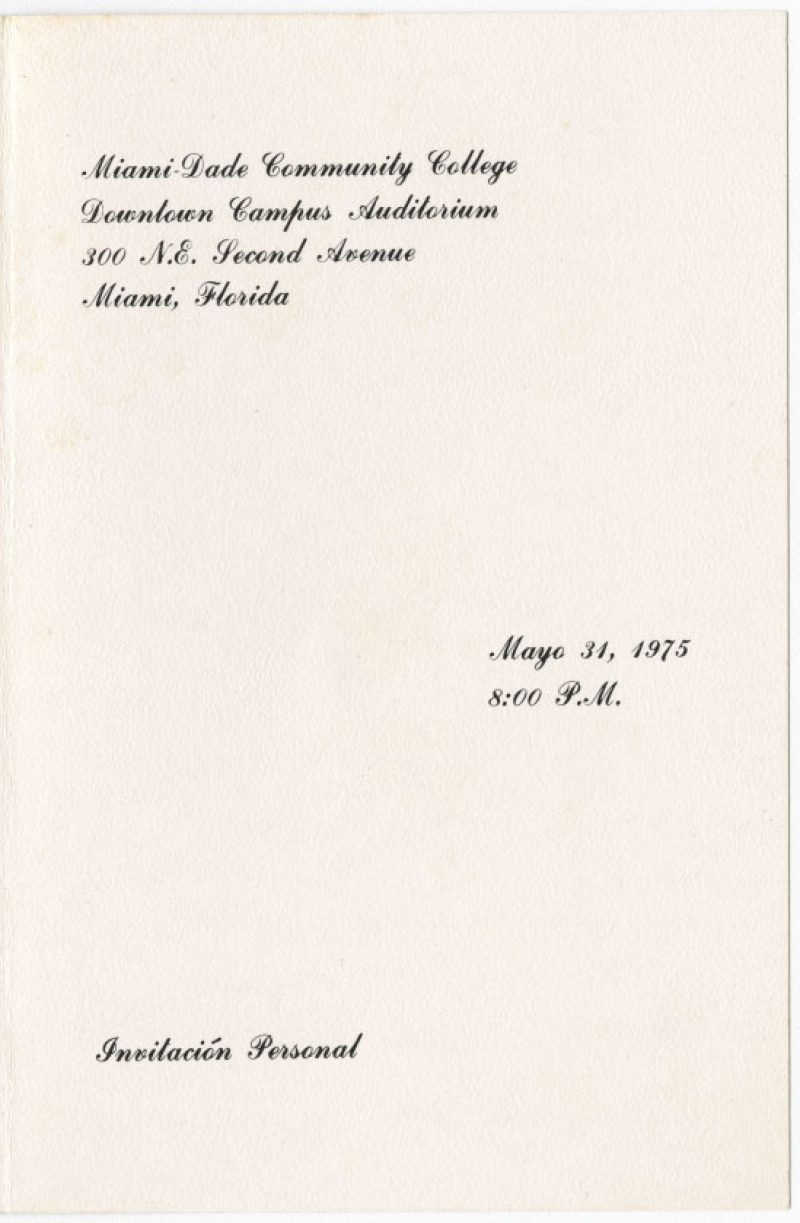 Miami-Dade Community College
Downtown Campus Auditorium
300 N.E. Second Avenue
Miami, Florida
Mayo 31, 1975
8:00 P.M.
Invitación Personal